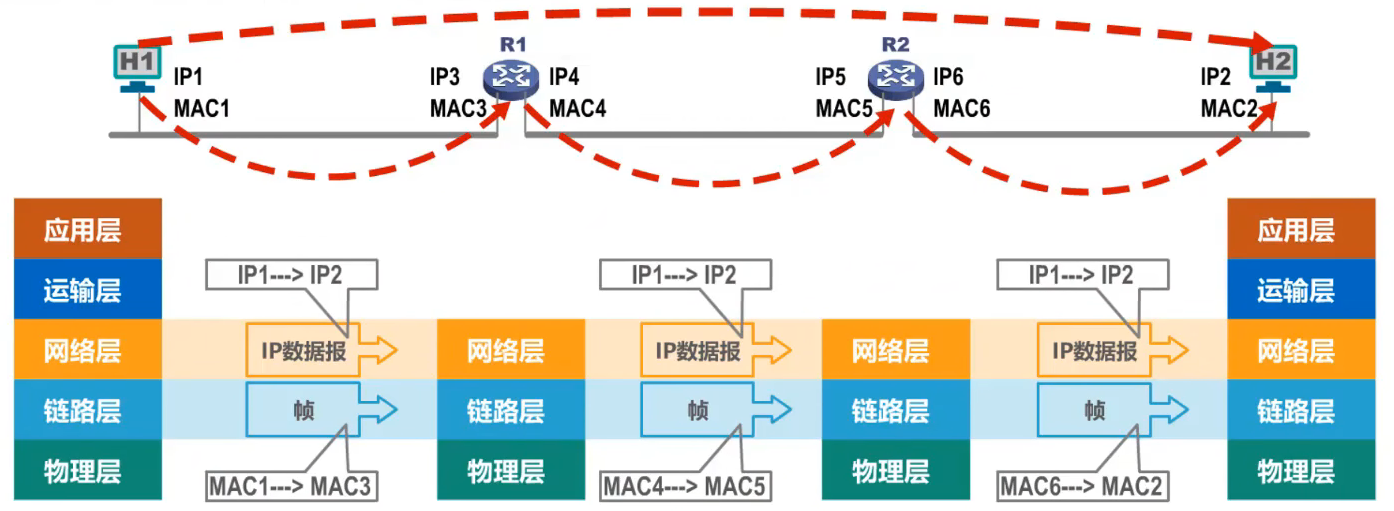 R1
R2
H1
H2
IP1
IP3
IP4
IP5
IP6
IP2
MAC1
MAC3
MAC4
MAC5
MAC6
MAC2
应用层
应用层
IP1---> IP2
IP1---> IP2
IP1---> IP2
运输层
运输层
网络层
IP数据报
网络层
IP数据报
网络层
IP数据报
网络层
链路层
帧
链路层
帧
链路层
帧
链路层
物理层
物理层
物理层
物理层
MAC1---> MAC3
MAC4---> MAC5
MAC6---> MAC2